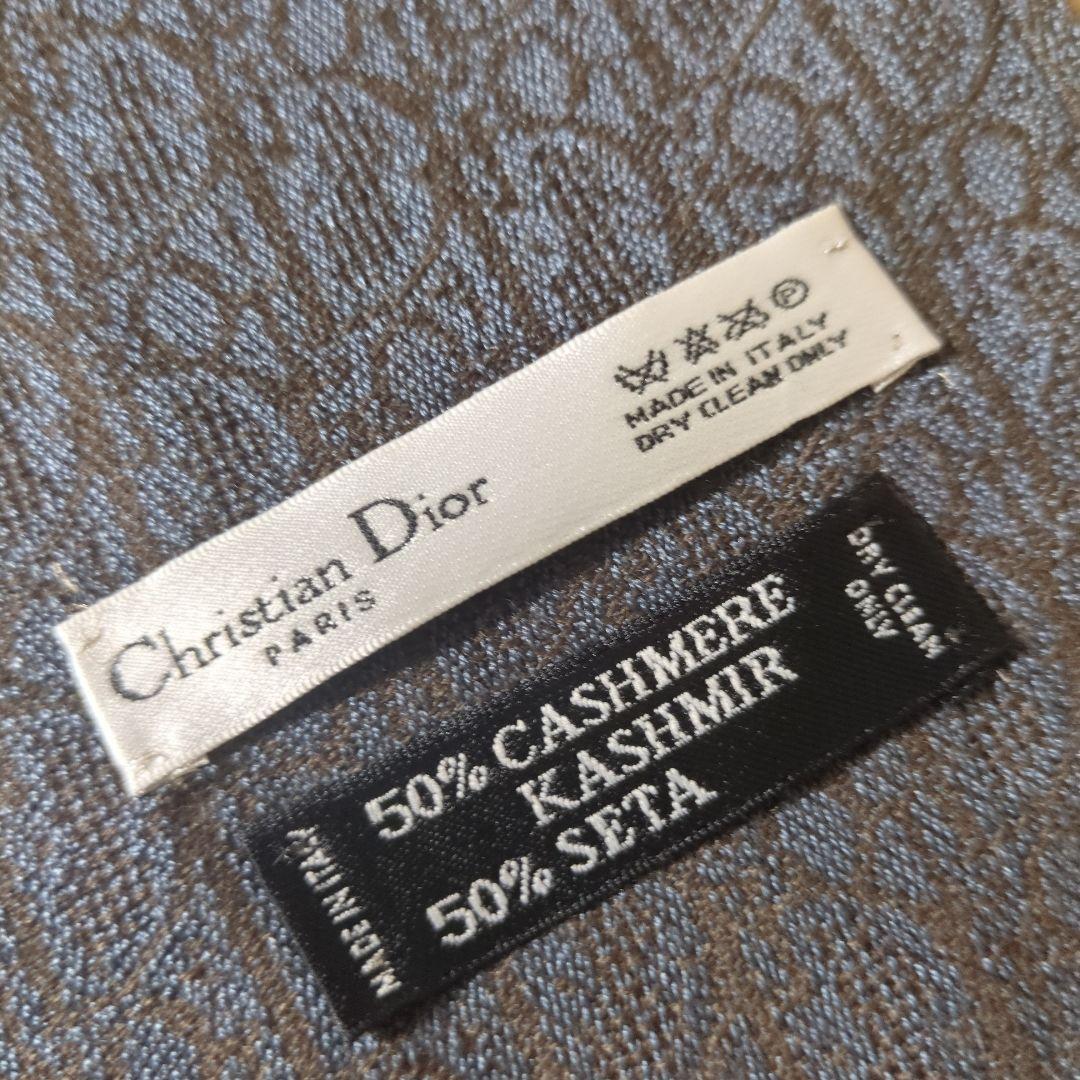 Christian Dior
PARIS
Ⓟ
MADE IN ITALY
DRY CLEAN ONLY
50% CASHMERE
KASHMIR
50% SETA
MADE IN ITALY
DRY CLEAN
ONLY